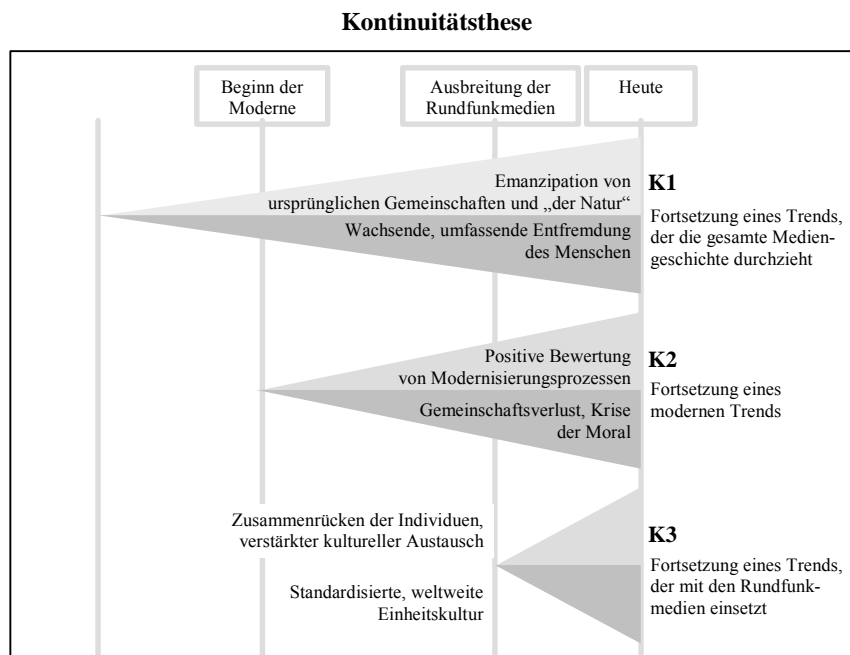 Kontinuitätsthese
Beginn der
Moderne
Ausbreitung der
Rundfunkmedien
Heute
Emanzipation von
ursprünglichen Gemeinschaften und „der Natur“
Wachsende, umfassende Entfremdung
des Menschen
K1
Fortsetzung eines Trends,
der die gesamte Medien-
geschichte durchzieht
Positive Bewertung
von Modernisierungsprozessen
Gemeinschaftsverlust, Krise
der Moral
K2
Fortsetzung eines
modernen Trends
Zusammenrücken der Individuen,
verstärkter kultureller Austausch
Standardisierte, weltweite
Einheitskultur
K3
Fortsetzung eines Trends,
der mit den Rundfunk-
medien einsetzt